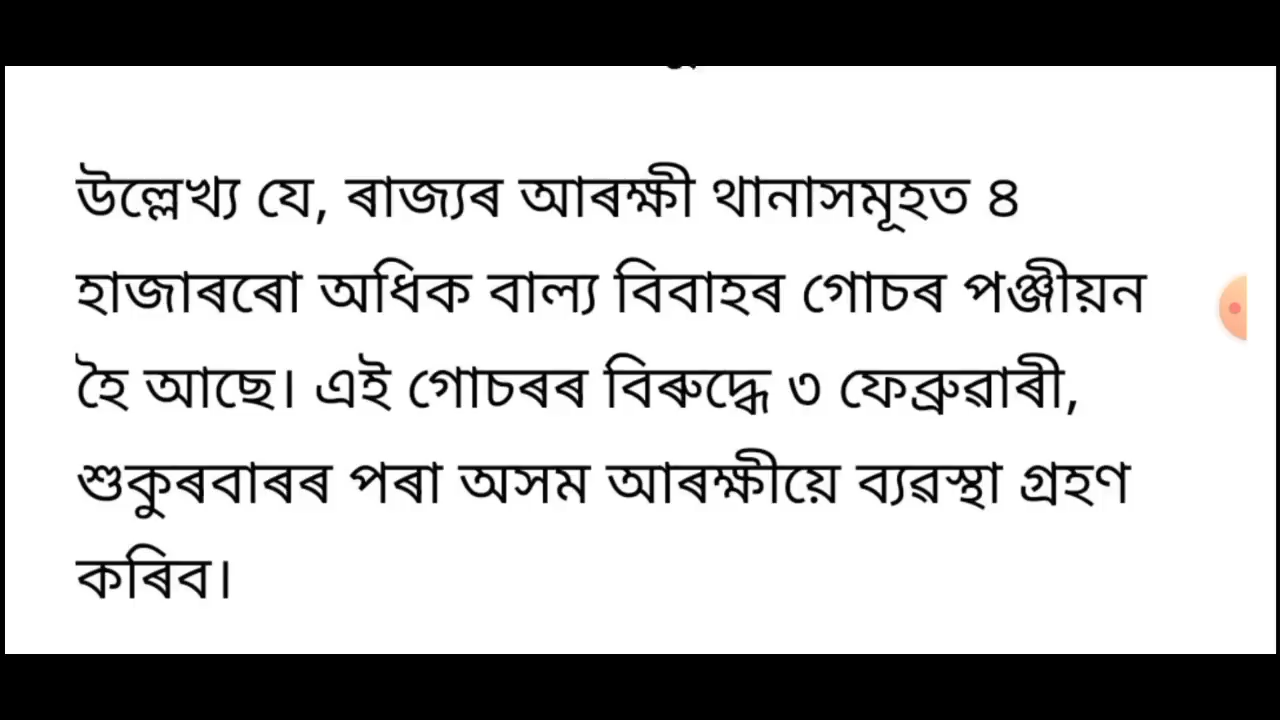 উল্লেখ্য যে, ৰাজ্যৰ আৰক্ষী থানাসমূহত ৪
হাজাৰৰো অধিক বাল্য বিবাহৰ গোচৰ পঞ্জীয়ন
হৈ আছে। এই গোচৰৰ বিৰুদ্ধে ৩ ফেব্ৰুৱাৰী,
শুকুৰবাৰৰ পৰা অসম আৰক্ষীয়ে ব্যৱস্থা গ্ৰহণ
কৰিব।